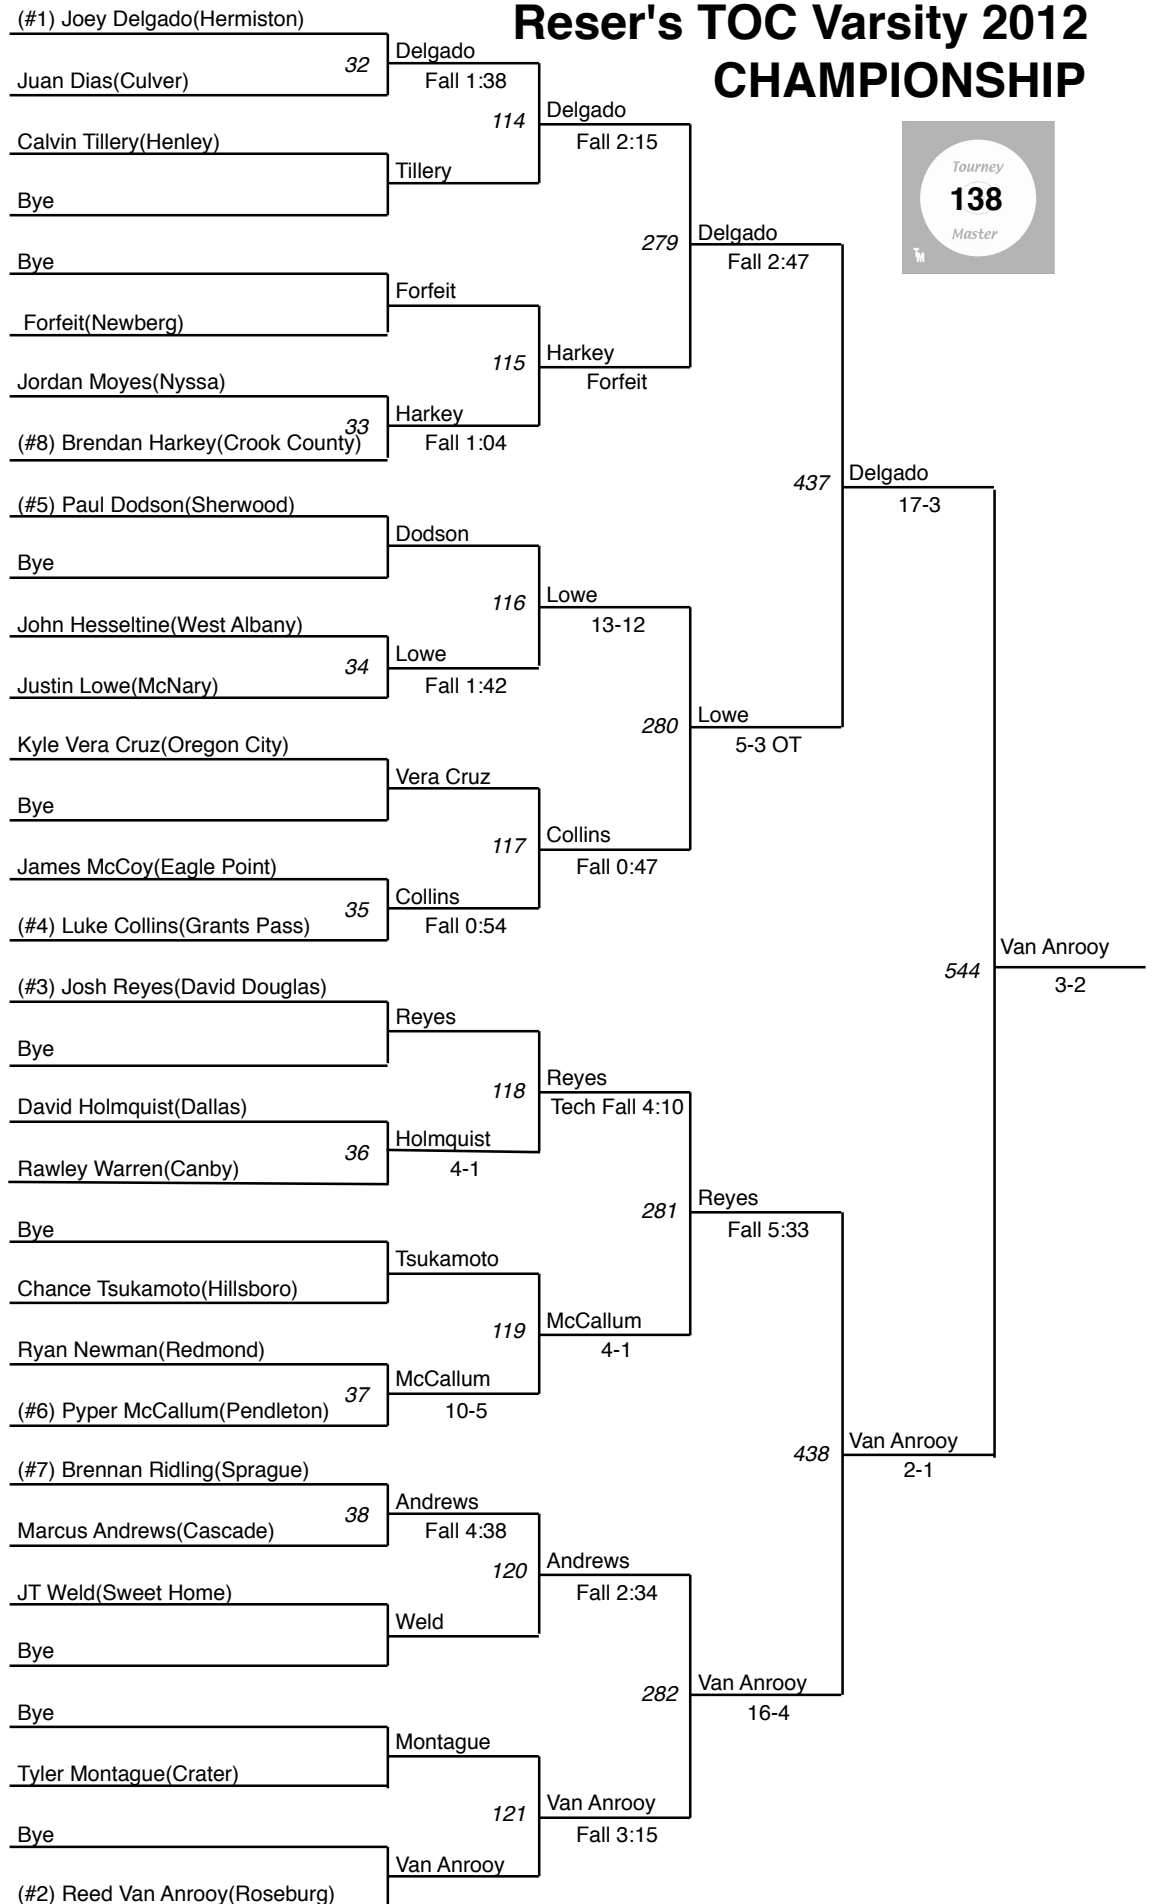 Reser's TOC Varsity 2012
CHAMPIONSHIP
Tourney
138
Master
TM
(#1) Joey Delgado(Hermiston)
32
Juan Dias(Culver)
Delgado
Fall 1:38
114
Calvin Tillery(Henley)
Bye
Tillery
Delgado
Fall 2:15
279
Bye
Forfeit(Newberg)
Forfeit
115
Jordan Moyes(Nyssa)
33
(#8) Brendan Harkey(Crook County)
Harkey
Fall 1:04
Harkey
Forfeit
Delgado
Fall 2:47
437
(#5) Paul Dodson(Sherwood)
Bye
Dodson
116
John Hesseltine(West Albany)
34
Justin Lowe(McNary)
Lowe
Fall 1:42
Lowe
13-12
280
Kyle Vera Cruz(Oregon City)
Bye
Vera Cruz
117
James McCoy(Eagle Point)
35
(#4) Luke Collins(Grants Pass)
Collins
Fall 0:54
Collins
Fall 0:47
Lowe
5-3 OT
Delgado
17-3
544
Van Anrooy
3-2
(#3) Josh Reyes(David Douglas)
Bye
Reyes
118
David Holmquist(Dallas)
36
Rawley Warren(Canby)
Holmquist
4-1
Reyes
Tech Fall 4:10
281
Bye
Chance Tsukamoto(Hillsboro)
Tsukamoto
119
Ryan Newman(Redmond)
37
(#6) Pyper McCallum(Pendleton)
McCallum
10-5
McCallum
4-1
Reyes
Fall 5:33
438
Van Anrooy
2-1
(#7) Brennan Ridling(Sprague)
38
Marcus Andrews(Cascade)
Andrews
Fall 4:38
120
JT Weld(Sweet Home)
Bye
Weld
Andrews
Fall 2:34
282
Van Anrooy
16-4
Bye
Tyler Montague(Crater)
Montague
121
Bye
(#2) Reed Van Anrooy(Roseburg)
Van Anrooy
Van Anrooy
Fall 3:15